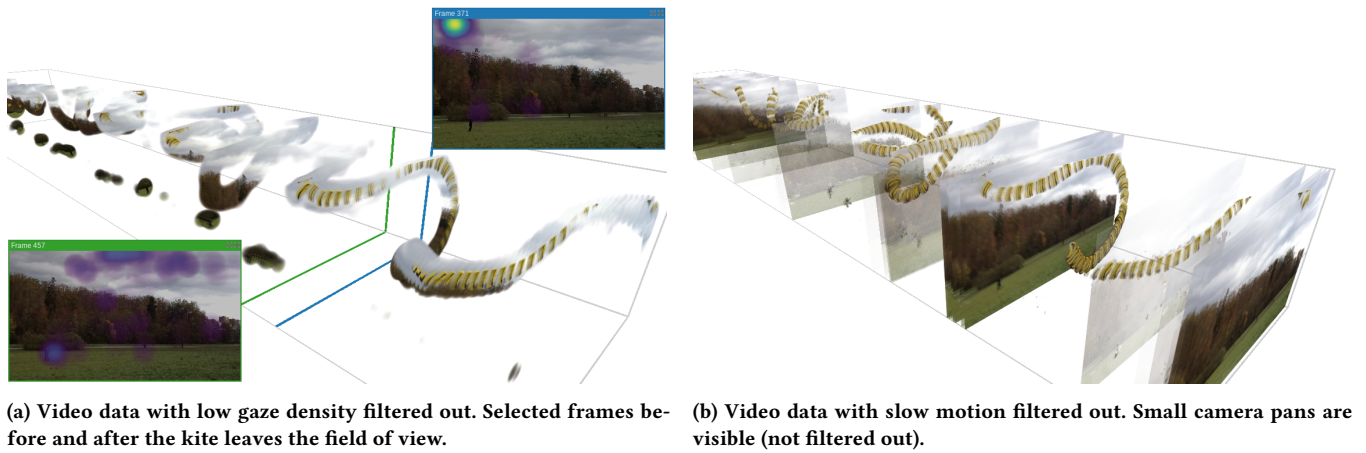 Frame 371
Frame 457
(a) Video data with low gaze density filtered out. Selected frames be-
fore and after the kite leaves the field of view.
(b) Video data with slow motion filtered out. Small camera pans are
visible (not filtered out).